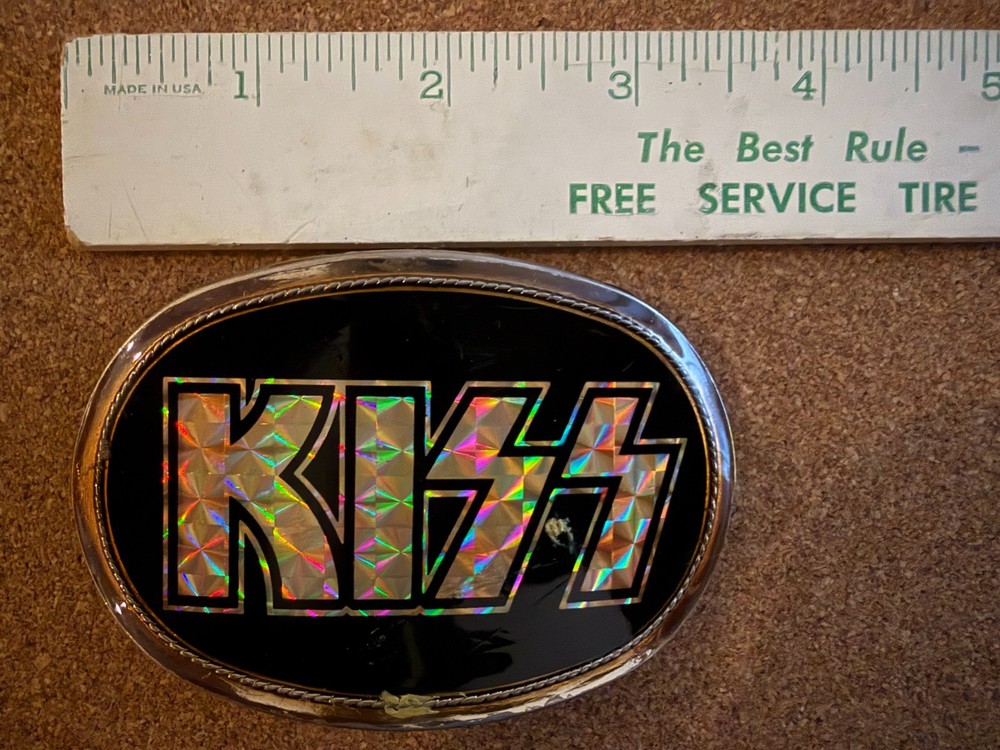 MADE IN USA 1 2 3 4 5
The Best Rule –
FREE SERVICE TIRE
KISS